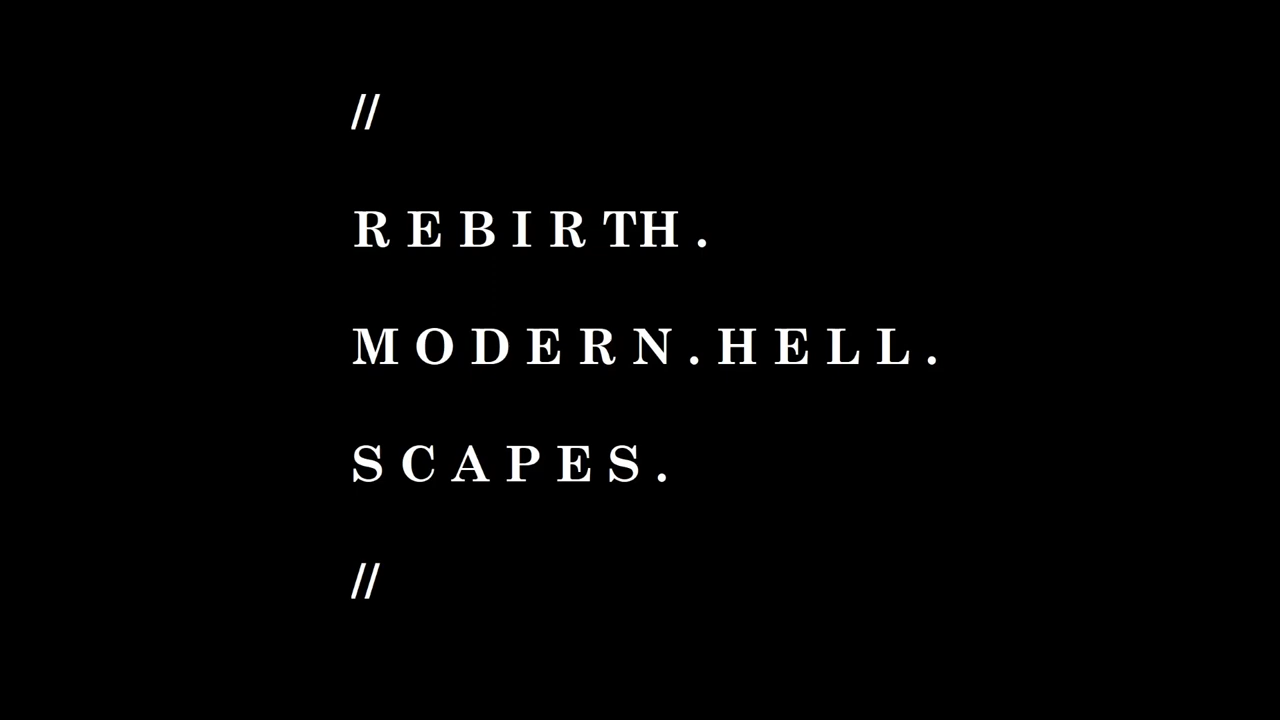 //
R E B I R TH .
M O D E R N . H E L L .
S C A P E S .
//